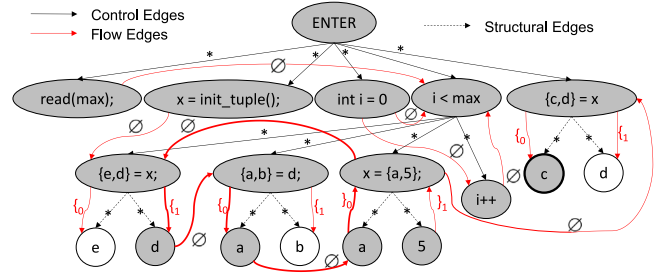 Control Edges
Flow Edges
ENTER
Structural Edges
* * * * *
∅
read(max);
x = init_tuple();
int i = 0
i < max
{c,d} = x
∅ ∅ ∅
* * * *
∅
{0 * * {1
{e,d} = x;
{a,b} = d;
x = {a,5};
i++
∅
c
d
{0 * * {1
{0 * * {1
}0 * * }1
∅
e
d
∅
a
b
∅
a
5